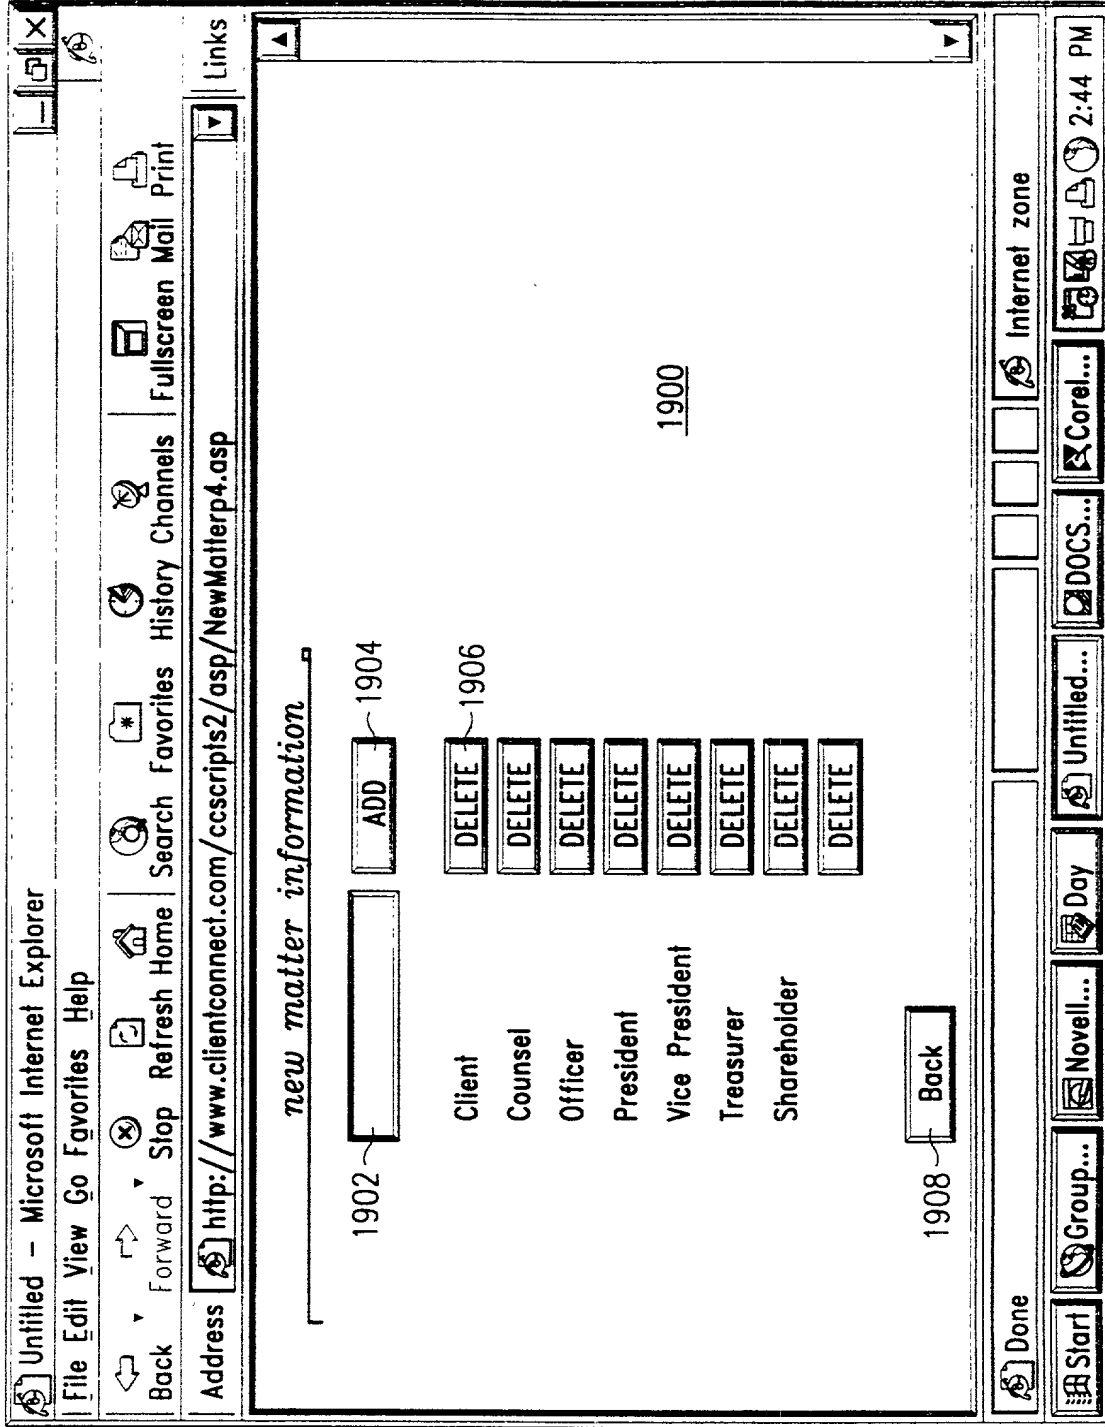 Untitled – Microsoft Internet Explorer
File Edit View Go Favorites Help
Back Forward Stop Refresh Home Search Favorites History Channels Fullscreen Mail Print
Address http://www.clientconnect.com/ccscripts2/asp/NewMatterp4.asp Links
new matter information
1902 ADD 1904
Client DELETE 1906
Counsel DELETE
Officer DELETE
President DELETE
Vice President DELETE
Treasurer DELETE
Shareholder DELETE
DELETE
1900
1908 Back
Done Internet zone
Start Group... Novell... Day Untitled... DOCS... Corel... 2:44 PM